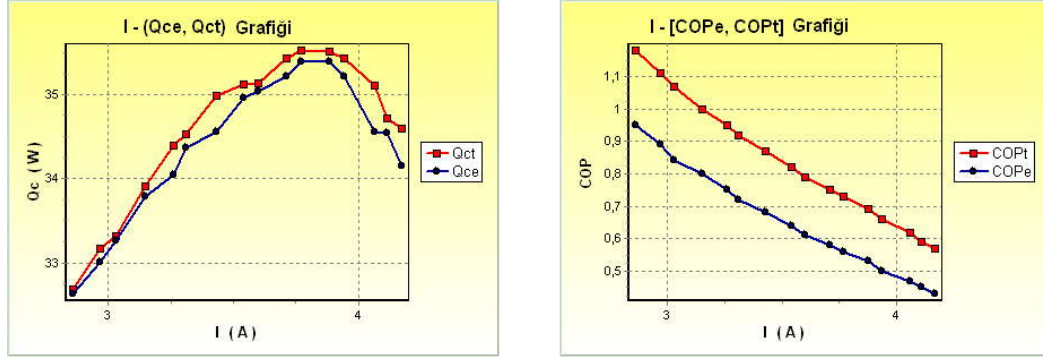 I - (Qce, Qct) Grafiği
Qc (W)
35
34
33
3
4
I (A)
Qct
Qce
I - [COPe, COPt] Grafiği
COP
1,1
1
0,9
0,8
0,7
0,6
0,5
3
4
I (A)
COPt
COPe